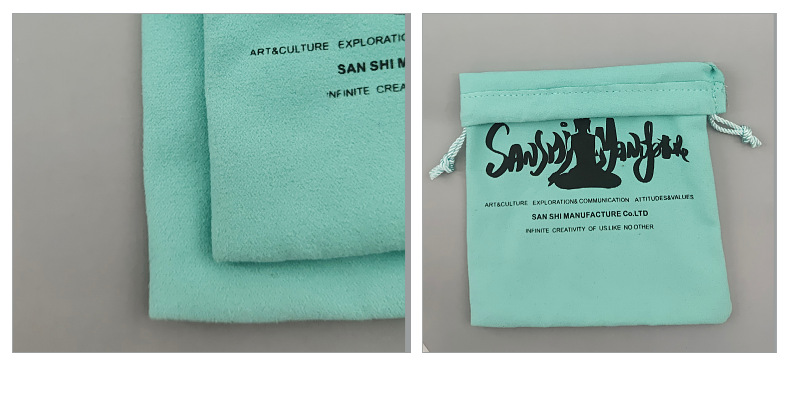 ART&CULTURE EXPLORATIO
SAN SHI M
INFINITE CREA
SANSHI Manufacture
ART&CULTURE EXPLORATION& COMMUNICATION ATTITUDES&VALUES
SAN SHI MANUFACTURE Co.LTD
INFINITE CREATIVITY OF US LIKE NO OTHER